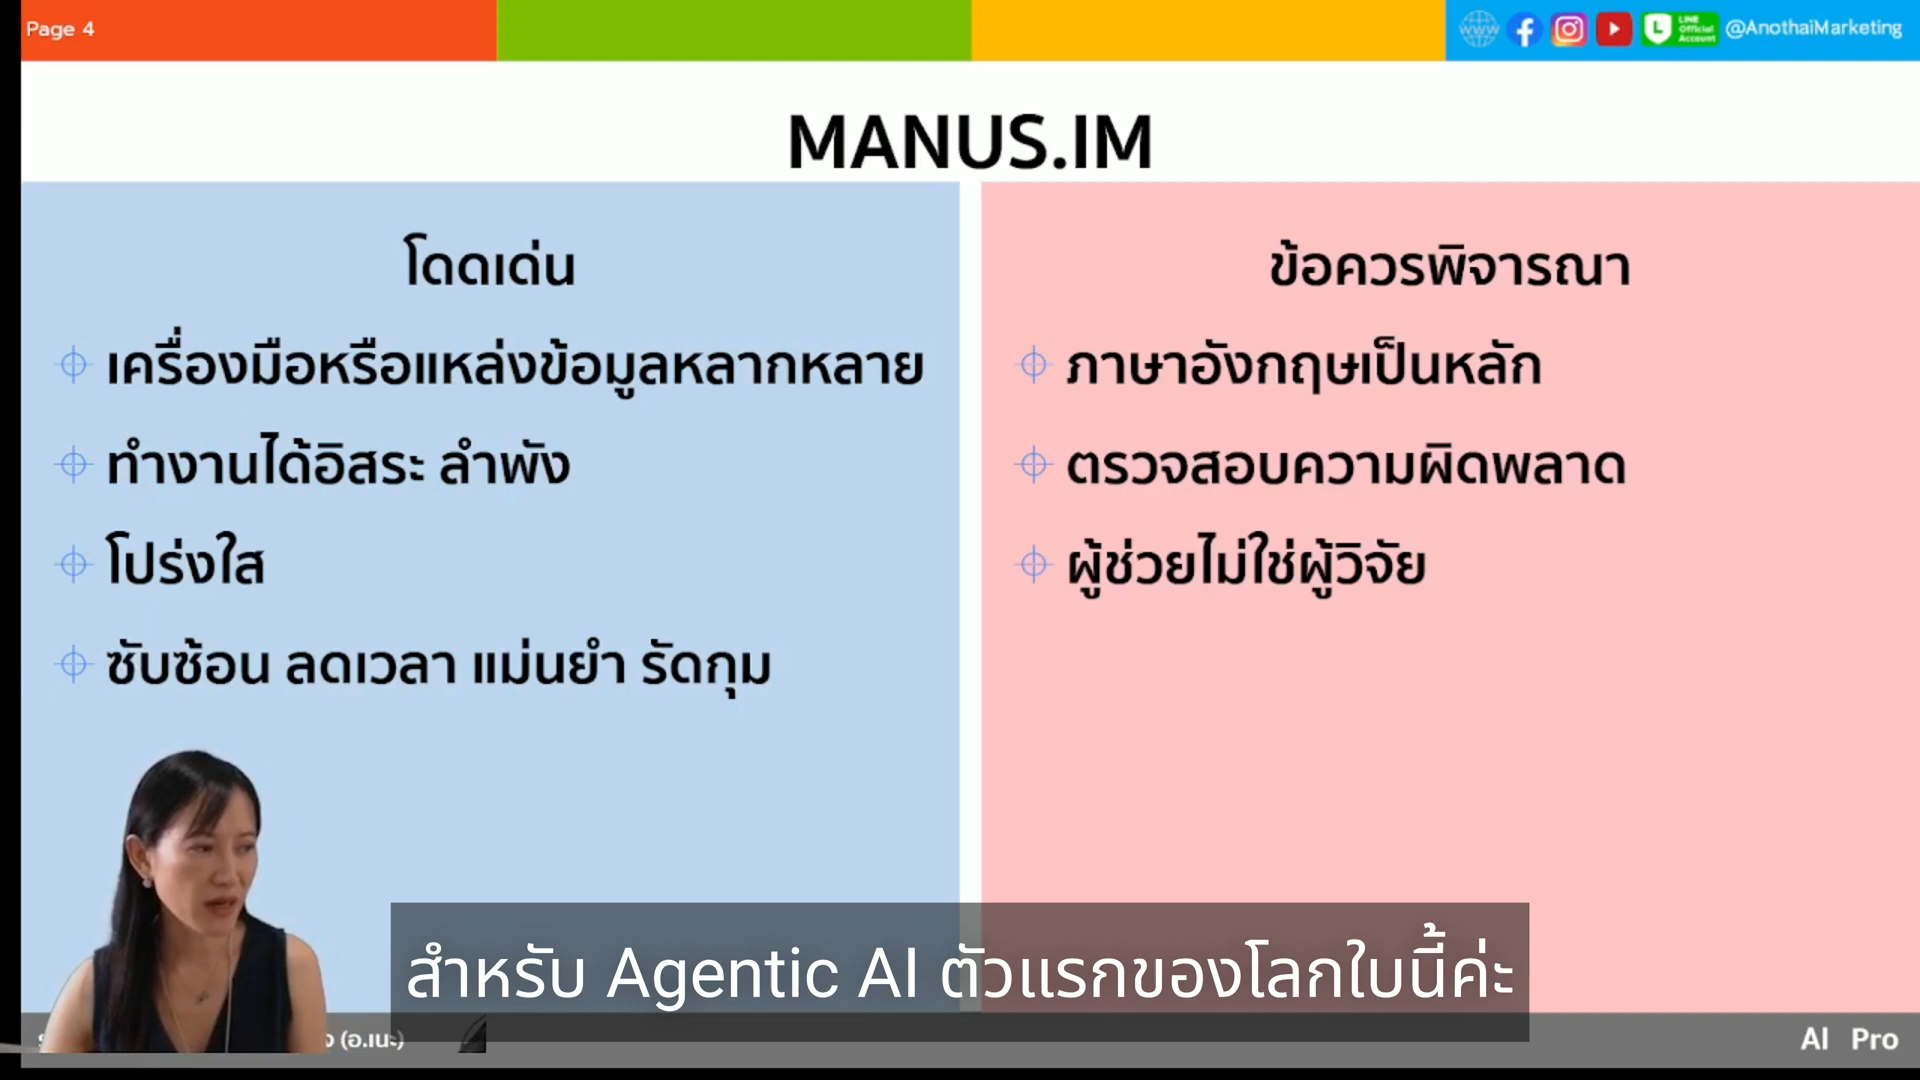 Page 4
www
LINE
Official
Account
@AnothaiMarketing
MANUS.IM
โดดเด่น
เครื่องมือหรือแหล่งข้อมูลหลากหลาย
ทำงานได้อิสระ ลำพัง
โปร่งใส
ซับซ้อน ลดเวลา แม่นยำ รัดกุม
ข้อควรพิจารณา
ภาษาอังกฤษเป็นหลัก
ตรวจสอบความผิดพลาด
ผู้ช่วยไม่ใช่ผู้วิจัย
สำหรับ Agentic AI ตัวแรกของโลกใบนี้ค่ะ
(อ.เนะ)
AI Pro